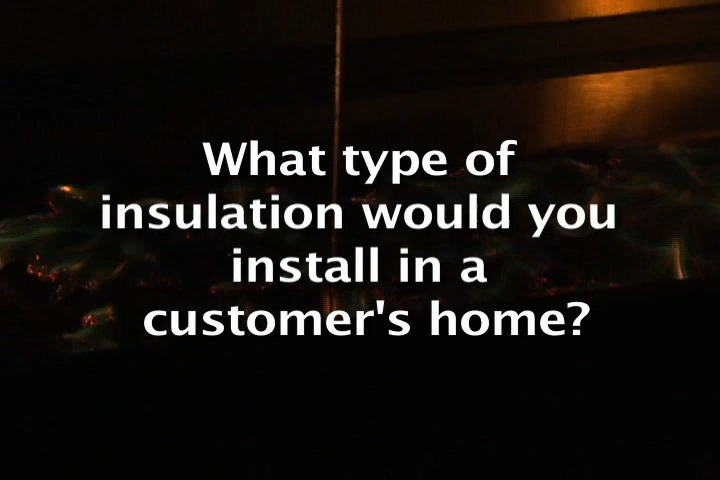 What type of
insulation would you
install in a
customer's home?